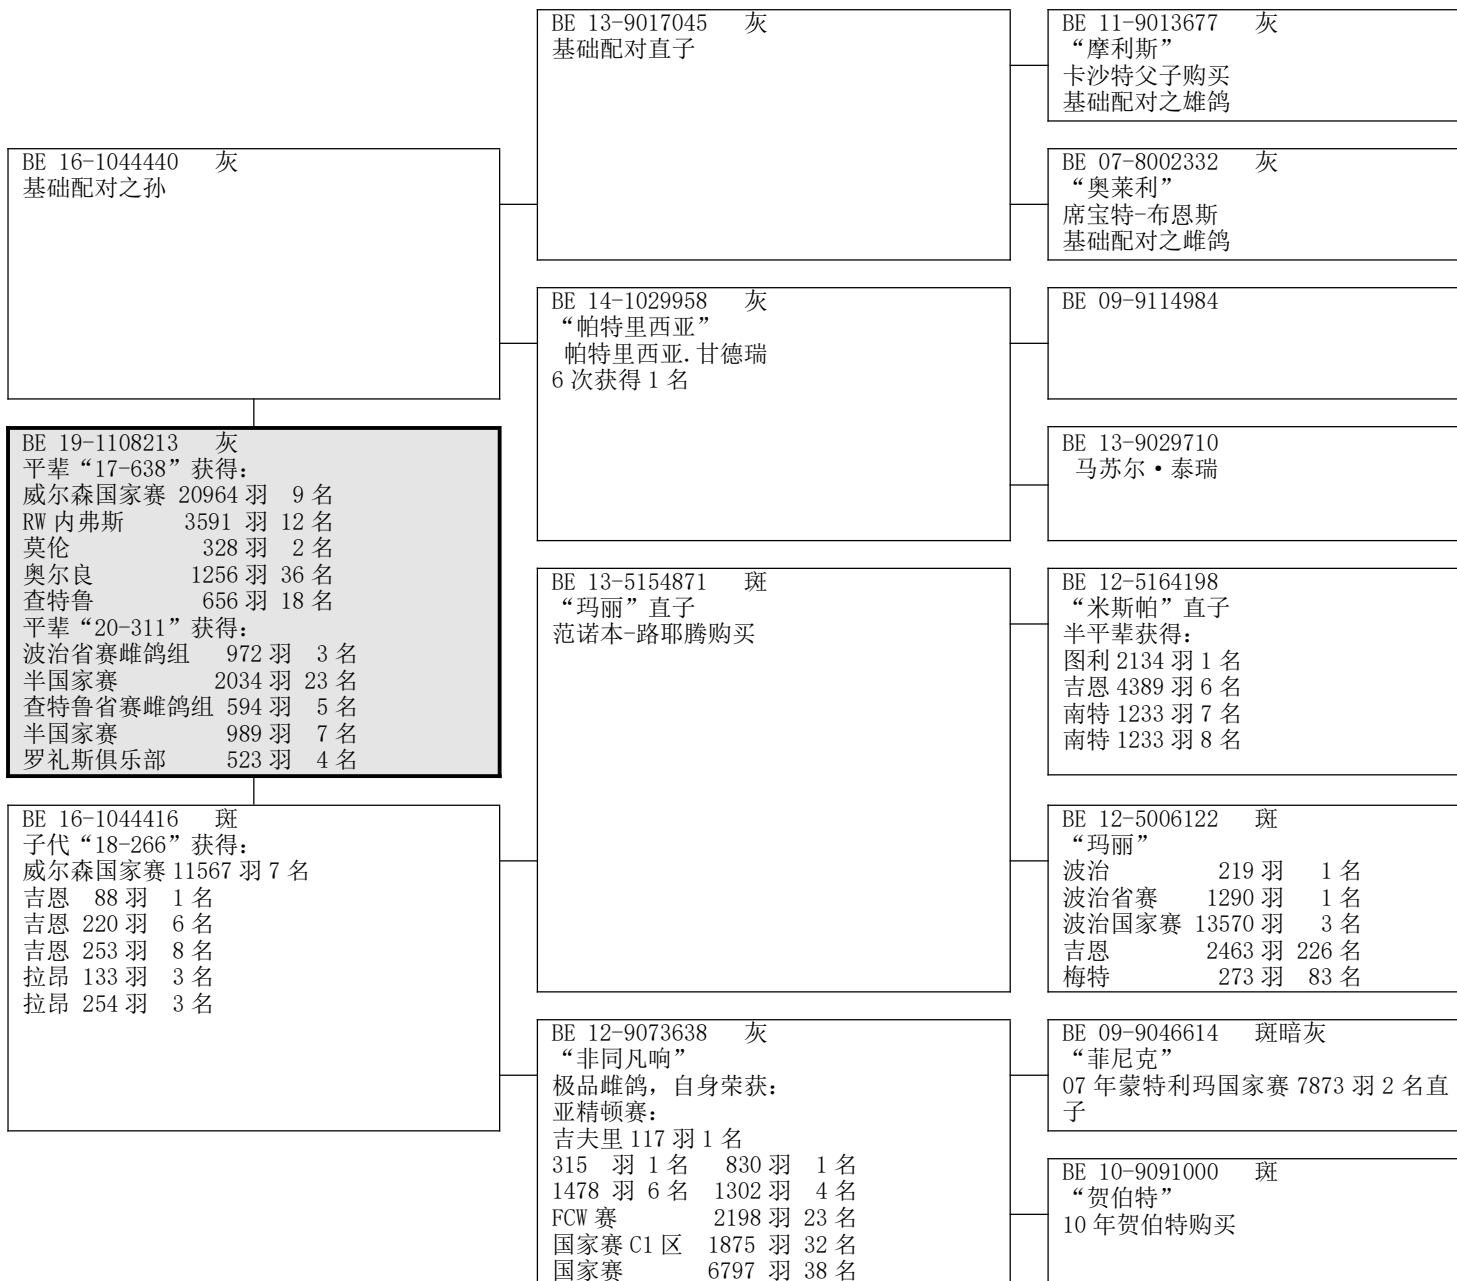 BE 16-1044440 灰
基础配对之孙
BE 19-1108213 灰
平辈“17-638”获得：
威尔森国家赛 20964 羽 9 名
RW 内弗斯 3591 羽 12 名
莫伦 328 羽 2 名
奥尔良 1256 羽 36 名
查特鲁 656 羽 18 名
平辈“20-311”获得：
波治省赛雌鸽组 972 羽 3 名
半国家赛 2034 羽 23 名
查特鲁省赛雌鸽组 594 羽 5 名
半国家赛 989 羽 7 名
罗礼斯俱乐部 523 羽 4 名
BE 16-1044416 斑
子代“18-266”获得：
威尔森国家赛 11567 羽 7 名
吉恩 88 羽 1 名
吉恩 220 羽 6 名
吉恩 253 羽 8 名
拉昂 133 羽 3 名
拉昂 254 羽 3 名
BE 13-9017045 灰
基础配对直子
BE 14-1029958 灰
“帕特里西亚”
帕特里西亚.甘德瑞
6 次获得 1 名
BE 13-5154871 斑
“玛丽”直子
范诺本-路耶腾购买
BE 12-9073638 灰
“非同凡响”
极品雌鸽，自身荣获：
亚精顿赛：
吉夫里 117 羽 1 名
315 羽 1 名 830 羽 1 名
1478 羽 6 名 1302 羽 4 名
FCW 赛 2198 羽 23 名
国家赛 C1 区 1875 羽 32 名
国家赛 6797 羽 38 名
BE 11-9013677 灰
“摩利斯”
卡沙特父子购买
基础配对之雄鸽
BE 07-8002332 灰
“奥莱利”
席宝特-布恩斯
基础配对之雌鸽
BE 09-9114984
BE 13-9029710
马苏尔·泰瑞
BE 12-5164198
“米斯帕”直子
半平辈获得：
图利 2134 羽 1 名
吉恩 4389 羽 6 名
南特 1233 羽 7 名
南特 1233 羽 8 名
BE 12-5006122 斑
“玛丽”
波治 219 羽 1 名
波治省赛 1290 羽 1 名
波治国家赛 13570 羽 3 名
吉恩 2463 羽 226 名
梅特 273 羽 83 名
BE 09-9046614 斑暗灰
“菲尼克”
07 年蒙特利玛国家赛 7873 羽 2 名直
子
BE 10-9091000 斑
“贺伯特”
10 年贺伯特购买